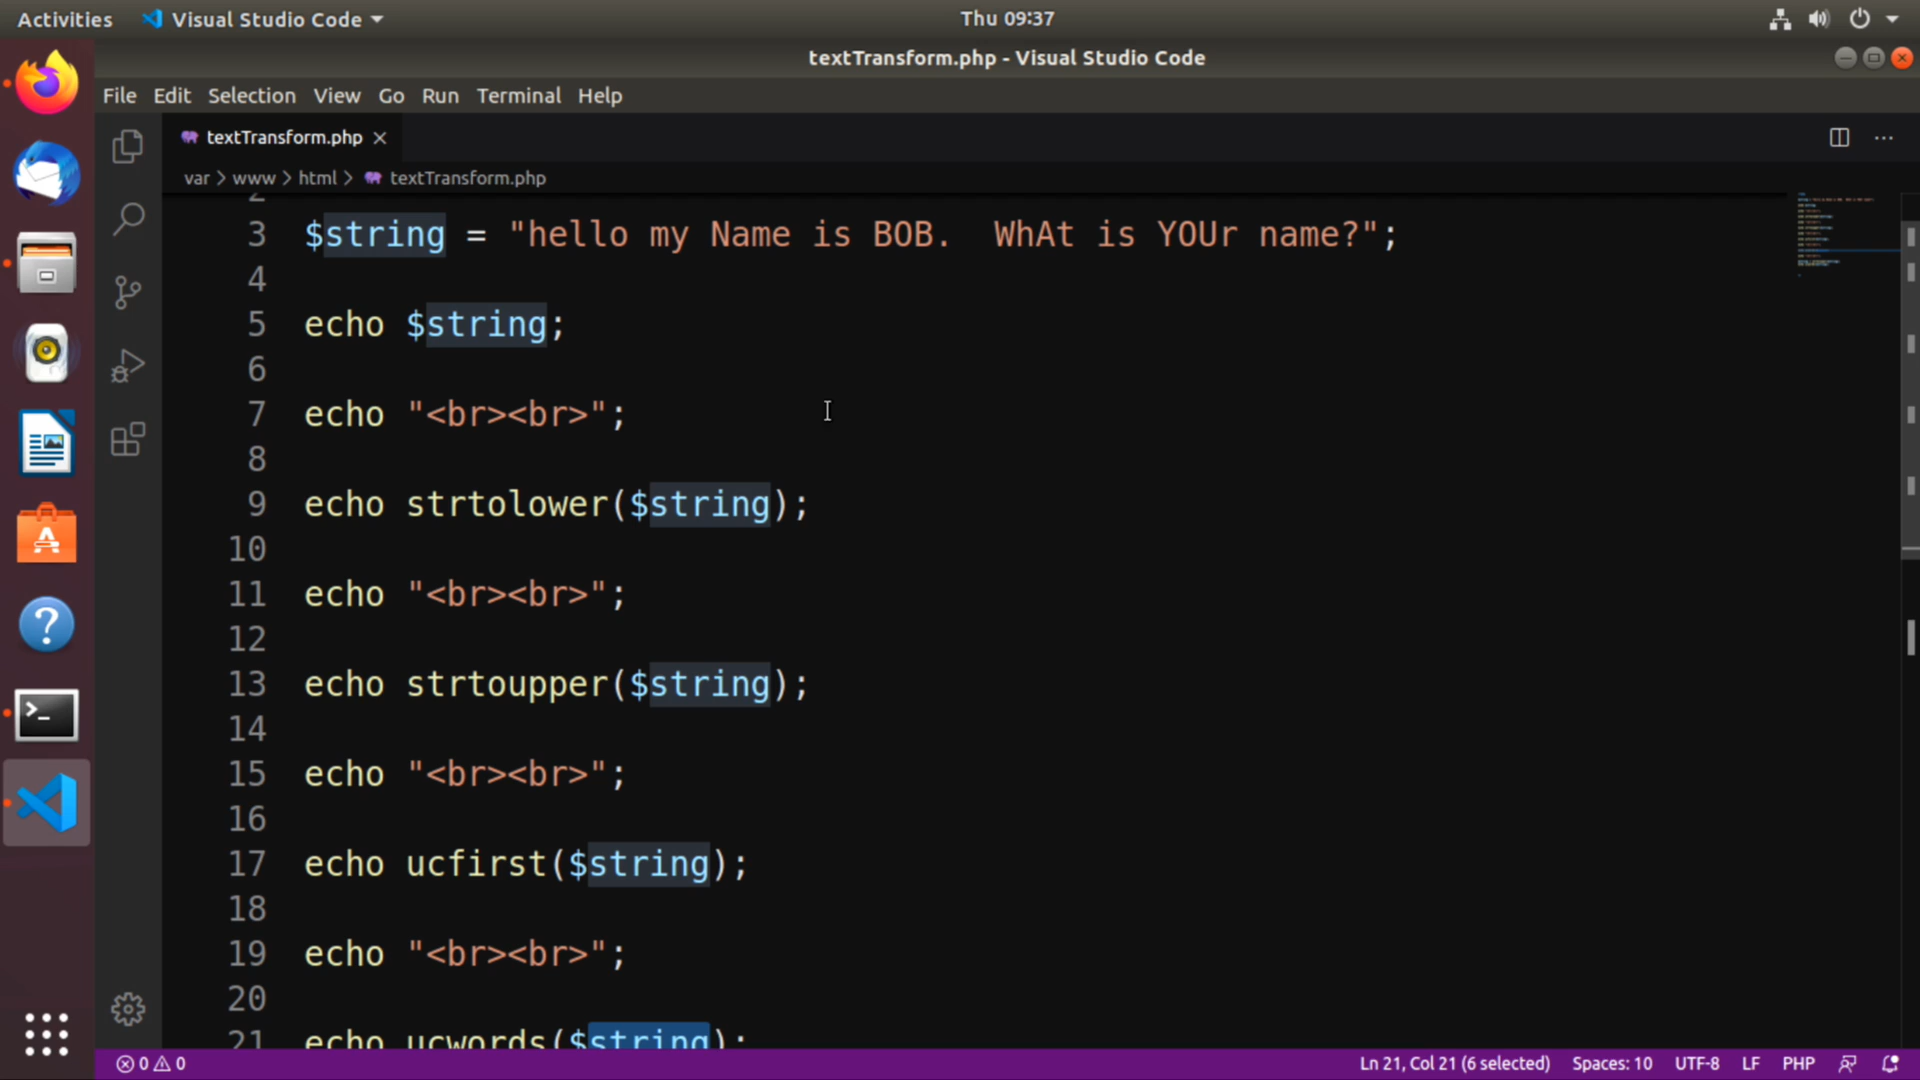 Activities Visual Studio Code Thu 09:37
textTransform.php - Visual Studio Code
File Edit Selection View Go Run Terminal Help
textTransform.php
var > www > html > textTransform.php
2
3 $string = "hello my Name is BOB.  WhAt is YOUr name?";
4
5 echo $string;
6
7 echo "<br><br>";
8
9 echo strtolower($string);
10
11 echo "<br><br>";
12
13 echo strtoupper($string);
14
15 echo "<br><br>";
16
17 echo ucfirst($string);
18
19 echo "<br><br>";
20
21 echo ucwords($string);
0 0 Ln 21, Col 21 (6 selected) Spaces: 10 UTF-8 LF PHP